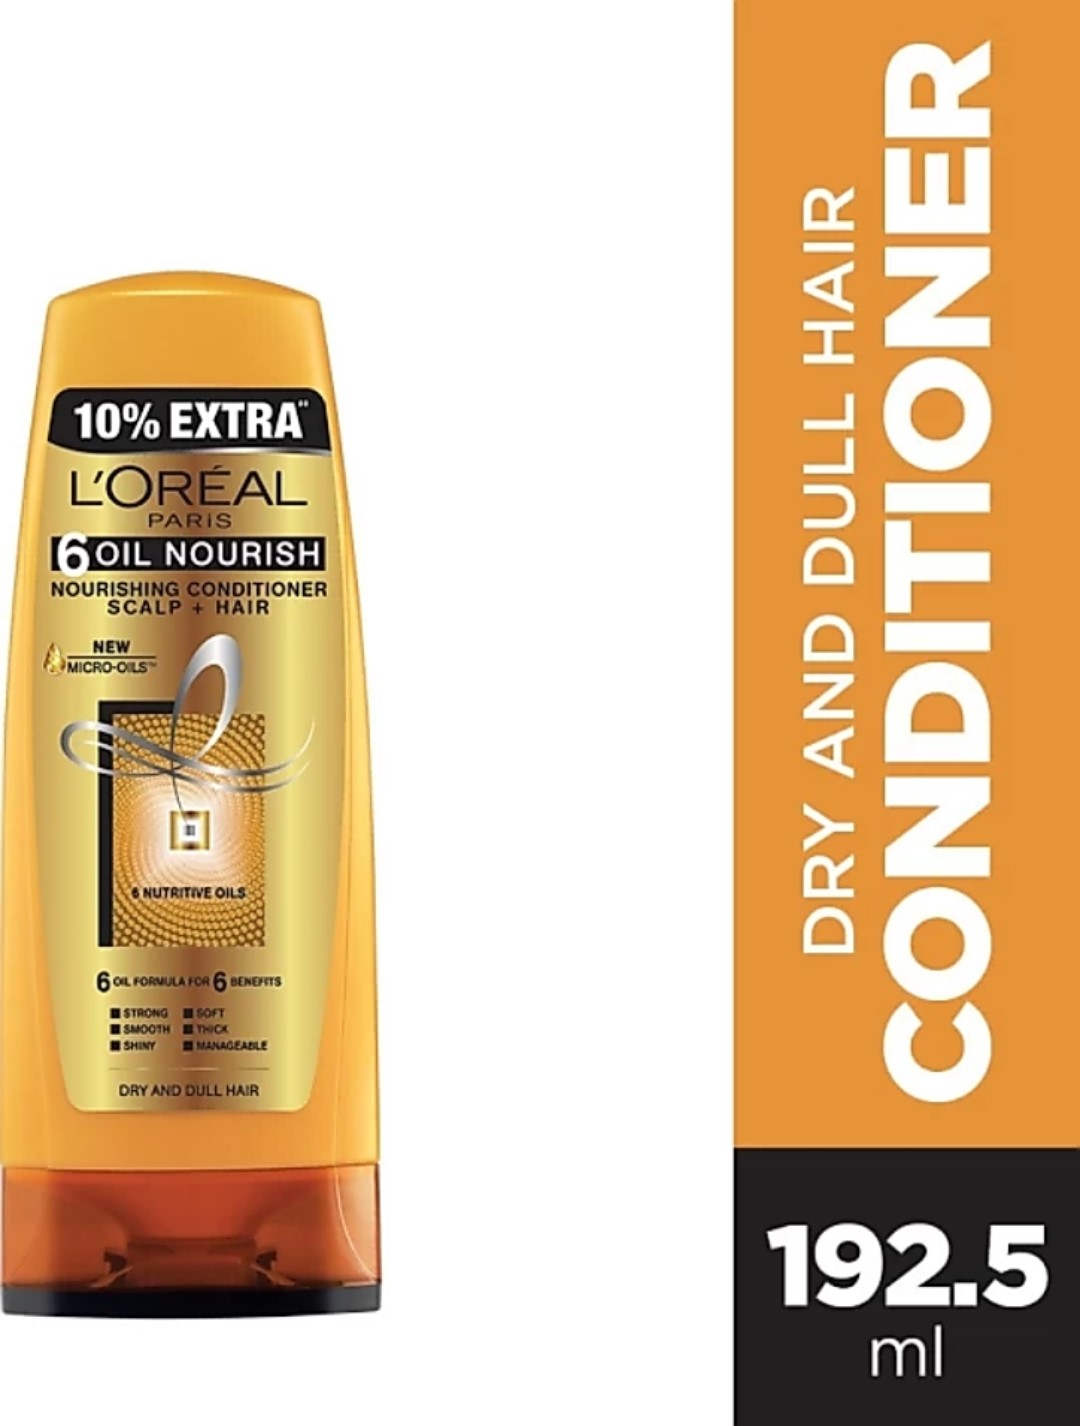 10% EXTRA**
L'ORÉAL
PARIS
6 OIL NOURISH
NOURISHING CONDITIONER
SCALP + HAIR
NEW
MICRO-OILS™
6 NUTRITIVE OILS
6 OIL FORMULA FOR 6 BENEFITS
STRONG SOFT
SMOOTH THICK
SHINY MANAGEABLE
DRY AND DULL HAIR
DRY AND DULL HAIR
CONDITIONER
192.5
ml